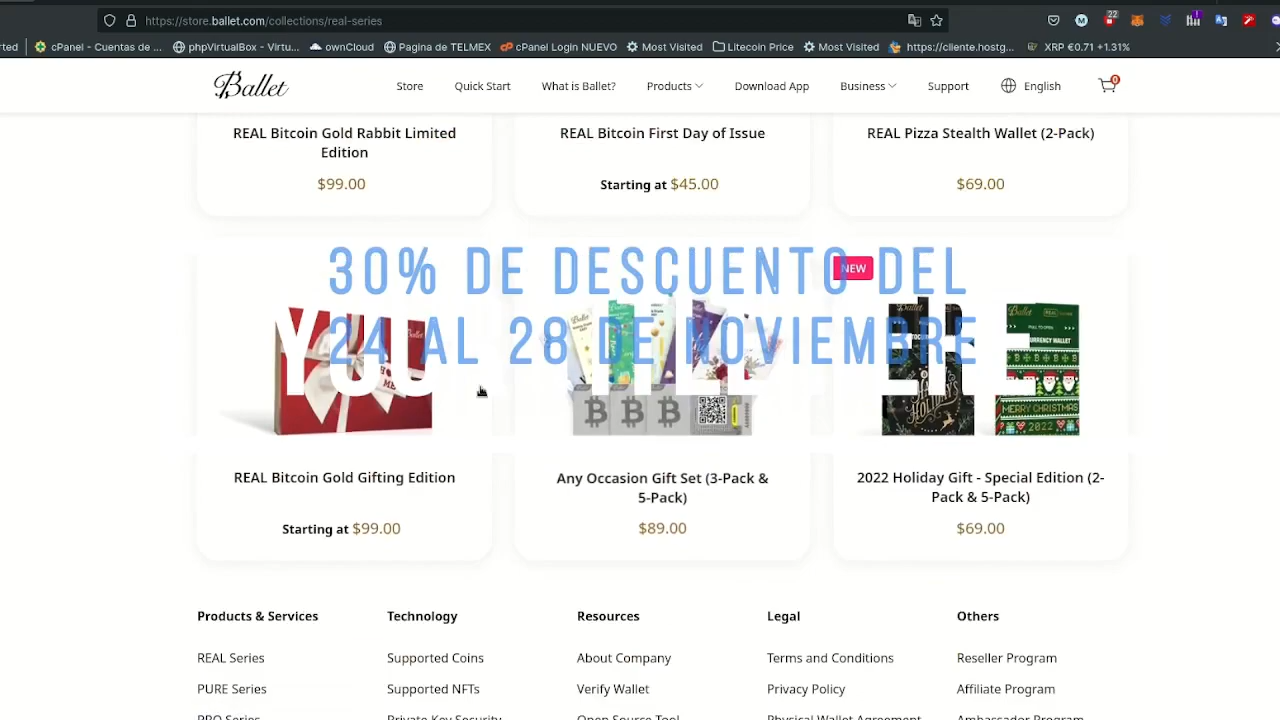 https://store.ballet.com/collections/real-series
22
cPanel - Cuentas de ...
phpVirtualBox - Virtu...
ownCloud
Pagina de TELMEX
cPanel Login NUEVO
Most Visited
Litecoin Price
Most Visited
https://cliente.hostg...
XRP €0.71 +1.31%
Ballet
Store
Quick Start
What is Ballet?
Products
Download App
Business
Support
English
0
REAL Bitcoin Gold Rabbit Limited
Edition
$99.00
REAL Bitcoin First Day of Issue
Starting at $45.00
REAL Pizza Stealth Wallet (2-Pack)
$69.00
30% DE DESCUENTO DEL
24 AL 28 DE NOVIEMBRE
NEW
MERRY CHRISTMAS
2022
REAL Bitcoin Gold Gifting Edition
Starting at $99.00
Any Occasion Gift Set (3-Pack &
5-Pack)
$89.00
2022 Holiday Gift - Special Edition (2-
Pack & 5-Pack)
$69.00
Products & Services
REAL Series
PURE Series
PRO Series
Technology
Supported Coins
Supported NFTs
Private Key Security
Resources
About Company
Verify Wallet
Open Source Tool
Legal
Terms and Conditions
Privacy Policy
Physical Wallet Agreement
Others
Reseller Program
Affiliate Program
Ambassador Program